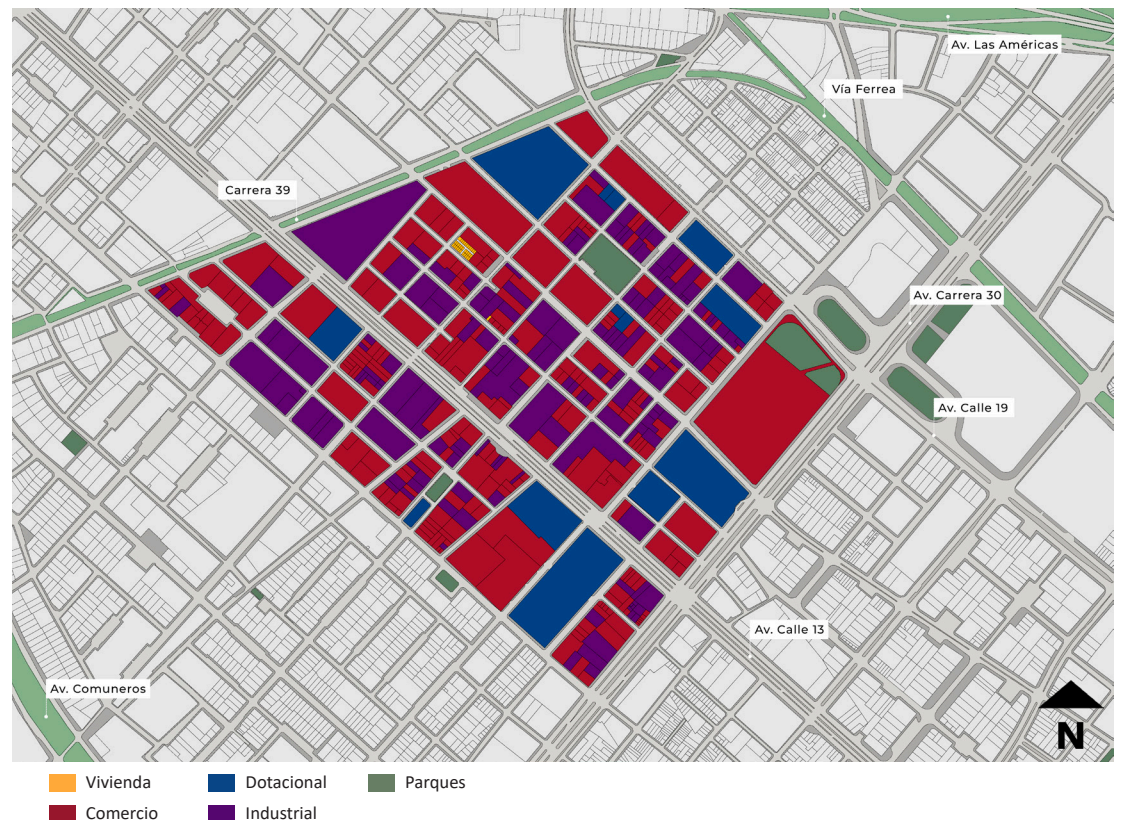 Av. Las Américas
Vía Ferrea
Carrera 39
Av. Carrera 30
Av. Calle 19
Av. Calle 13
Av. Comuneros
N
Vivienda
Dotacional
Parques
Comercio
Industrial